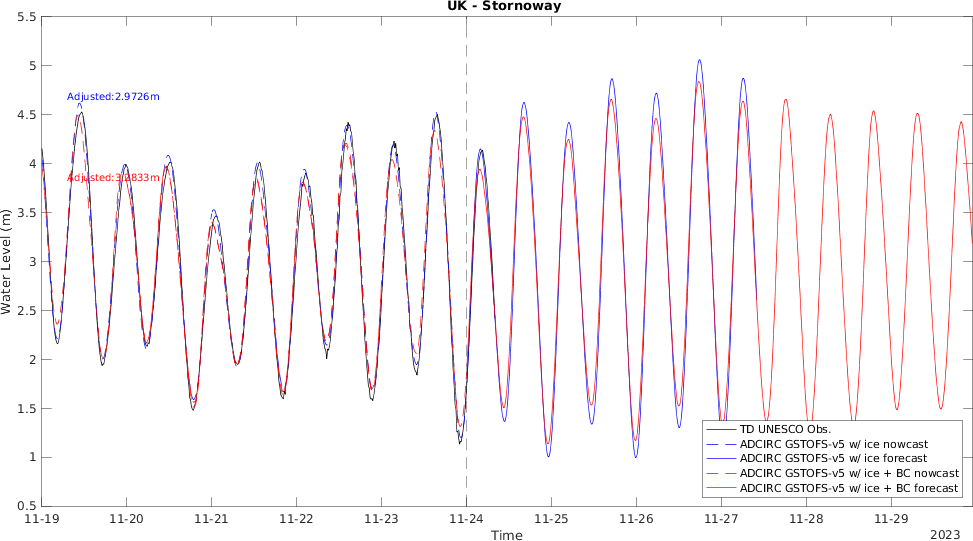 UK - Stornoway
5.5
5
4.5
4
3.5
3
2.5
2
1.5
1
0.5
Water Level (m)
Adjusted:2.9726m
Adjusted:3.2833m
TD UNESCO Obs.
ADCIRC GSTOFS-v5 w/ ice nowcast
ADCIRC GSTOFS-v5 w/ ice forecast
ADCIRC GSTOFS-v5 w/ ice + BC nowcast
ADCIRC GSTOFS-v5 w/ ice + BC forecast
11-19 11-20 11-21 11-22 11-23 11-24 11-25 11-26 11-27 11-28 11-29
Time
2023